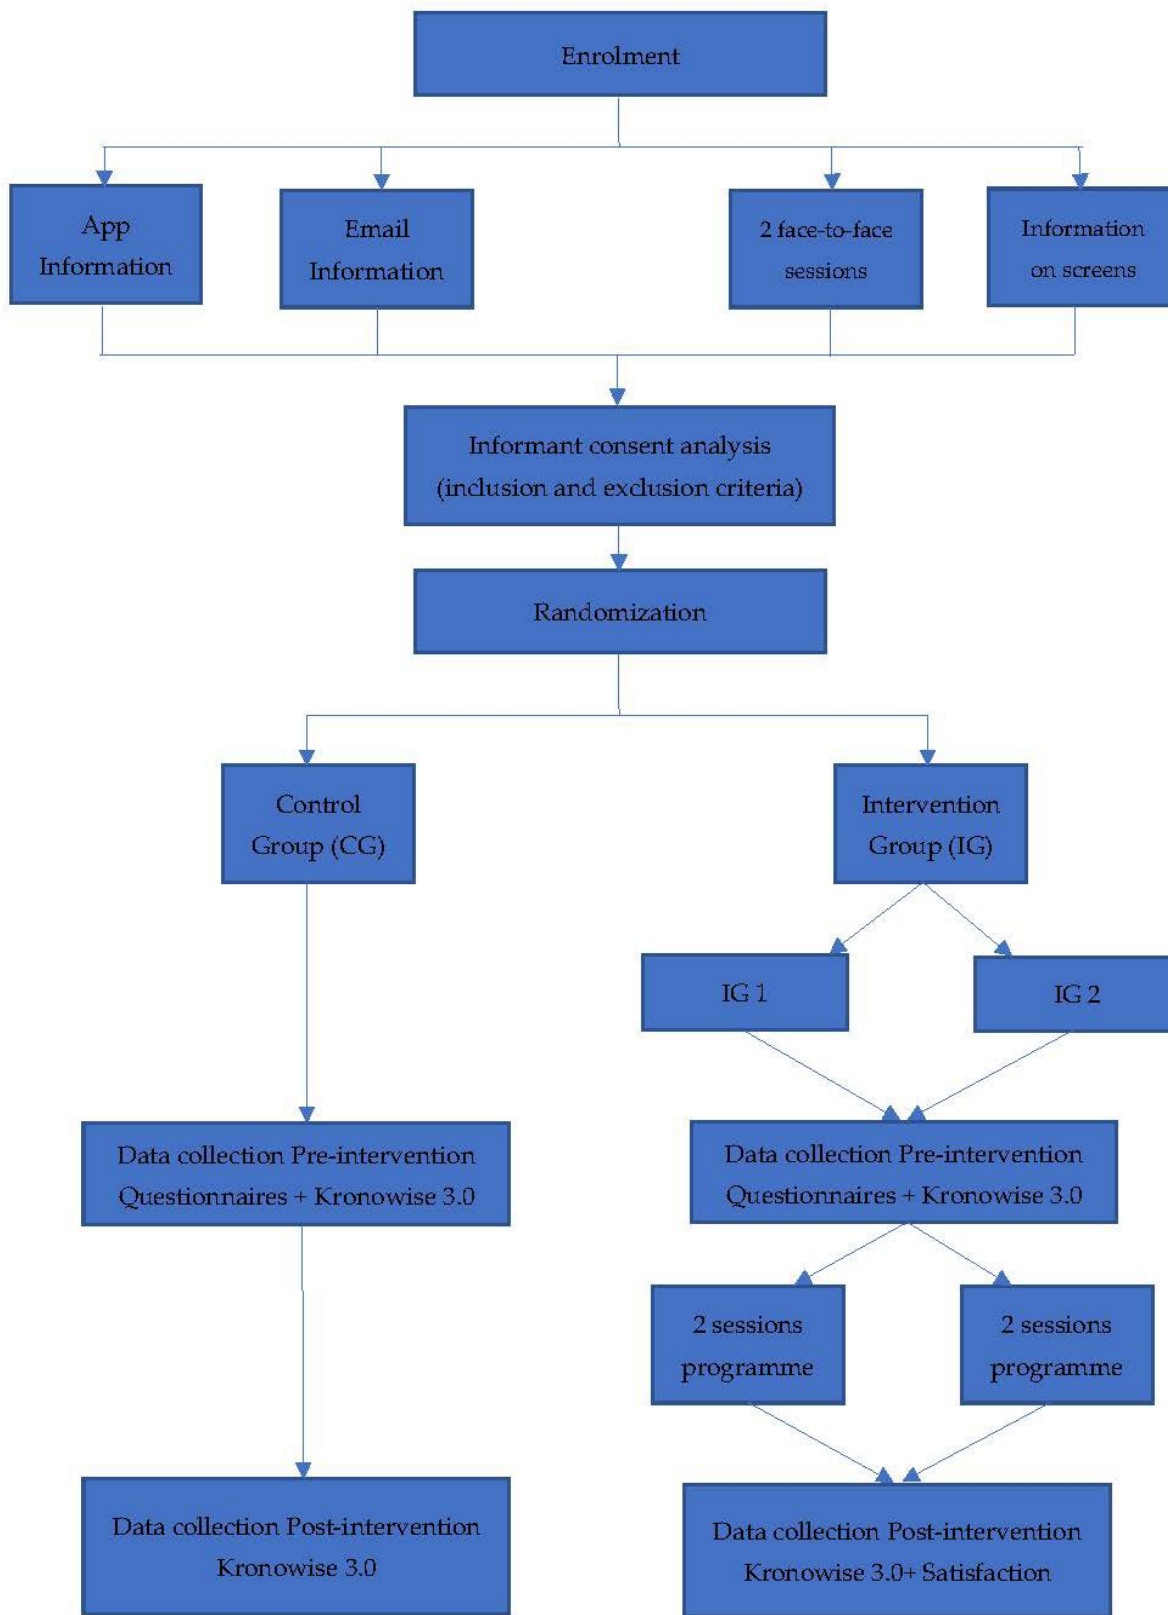 Enrolment
App
Information
Email
Information
2 face-to-face
sessions
Information
on screens
Informant consent analysis
(inclusion and exclusion criteria)
Randomization
Control
Group (CG)
Intervention
Group (IG)
IG 1
IG 2
Data collection Pre-intervention
Questionnaires + Kronowise 3.0
Data collection Pre-intervention
Questionnaires + Kronowise 3.0
2 sessions
programme
2 sessions
programme
Data collection Post-intervention
Kronowise 3.0
Data collection Post-intervention
Kronowise 3.0+ Satisfaction